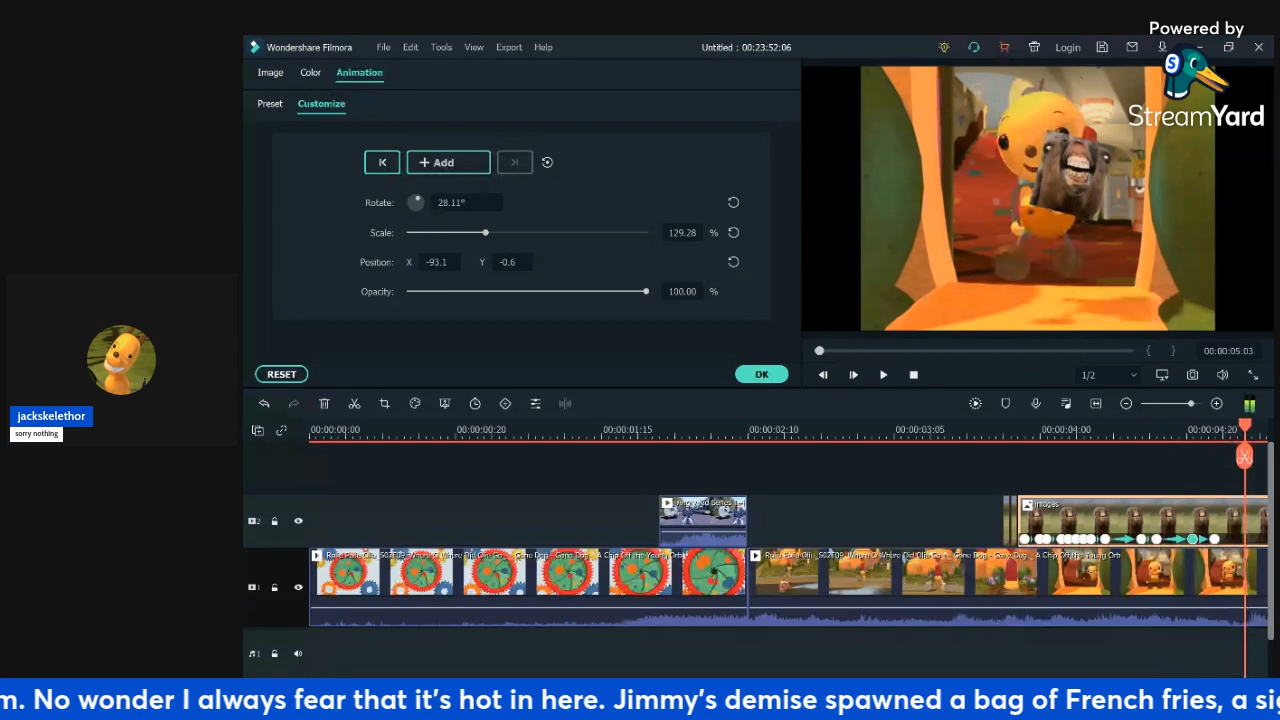 Powered by
StreamYard
Wondershare Filmora File Edit Tools View Export Help Untitled : 00:23:52:06 Login
Image Color Animation
Preset Customize
+ Add
Rotate: 28.11°
Scale: 129.28 %
Position: X -93.1 Y -0.6
Opacity: 100.00 %
RESET OK
{ } 00:00:05:03
1/2
jackskelethor
sorry nothing
00:00:00:00 00:00:00:20 00:00:01:15 00:00:02:10 00:00:03:05 00:00:04:00 00:00:04:20
2
images
1
1
m. No wonder I always fear that it's hot in here. Jimmy's demise spawned a bag of French fries, a sig